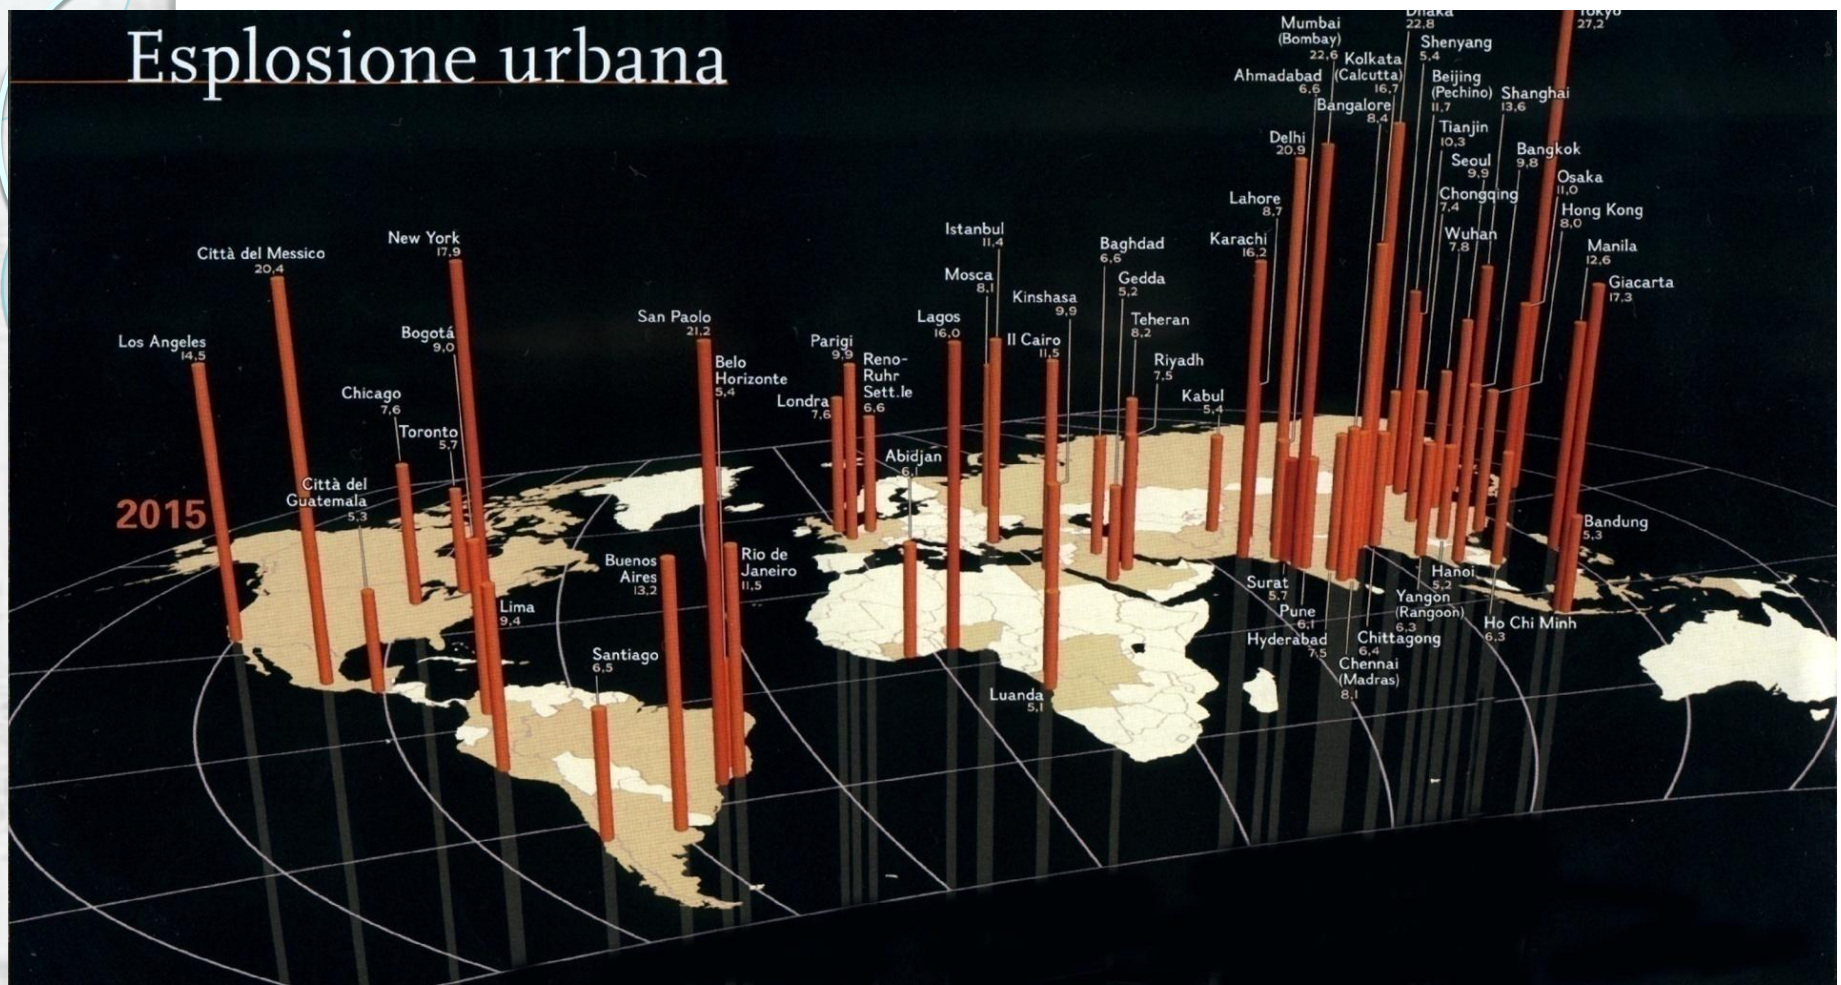 Esplosione urbana
2015
Los Angeles
14,5
Città del Messico
20,4
New York
17,9
Chicago
7,6
Bogotá
9,0
Toronto
5,7
Città del
Guatemala
5,3
Lima
9,4
Santiago
6,5
Buenos
Aires
13,2
San Paolo
21,2
Belo
Horizonte
5,4
Rio de
Janeiro
11,5
Londra
7,6
Parigi
9,9
Reno-
Ruhr
Sett.le
6,6
Abidjan
6,1
Lagos
16,0
Mosca
8,1
Istanbul
11,4
Il Cairo
11,5
Kinshasa
9,9
Luanda
5,1
Baghdad
6,6
Gedda
5,2
Teheran
8,2
Riyadh
7,5
Kabul
5,4
Karachi
16,2
Lahore
8,7
Delhi
20,9
Ahmadabad
6,6
Mumbai
(Bombay)
22,6
Bangalore
8,4
Kolkata
(Calcutta)
16,7
Dhaka
22,8
Shenyang
5,4
Beijing
(Pechino)
11,7
Tianjin
10,3
Seoul
9,9
Chongqing
7,4
Wuhan
7,8
Shanghai
13,6
Bangkok
9,8
Tokyo
27,2
Osaka
11,0
Hong Kong
8,0
Manila
12,6
Giacarta
17,3
Bandung
5,3
Surat
5,7
Pune
6,1
Hyderabad
7,5
Chennai
(Madras)
8,1
Chittagong
6,4
Yangon
(Rangoon)
6,3
Hanoi
5,2
Ho Chi Minh
6,3